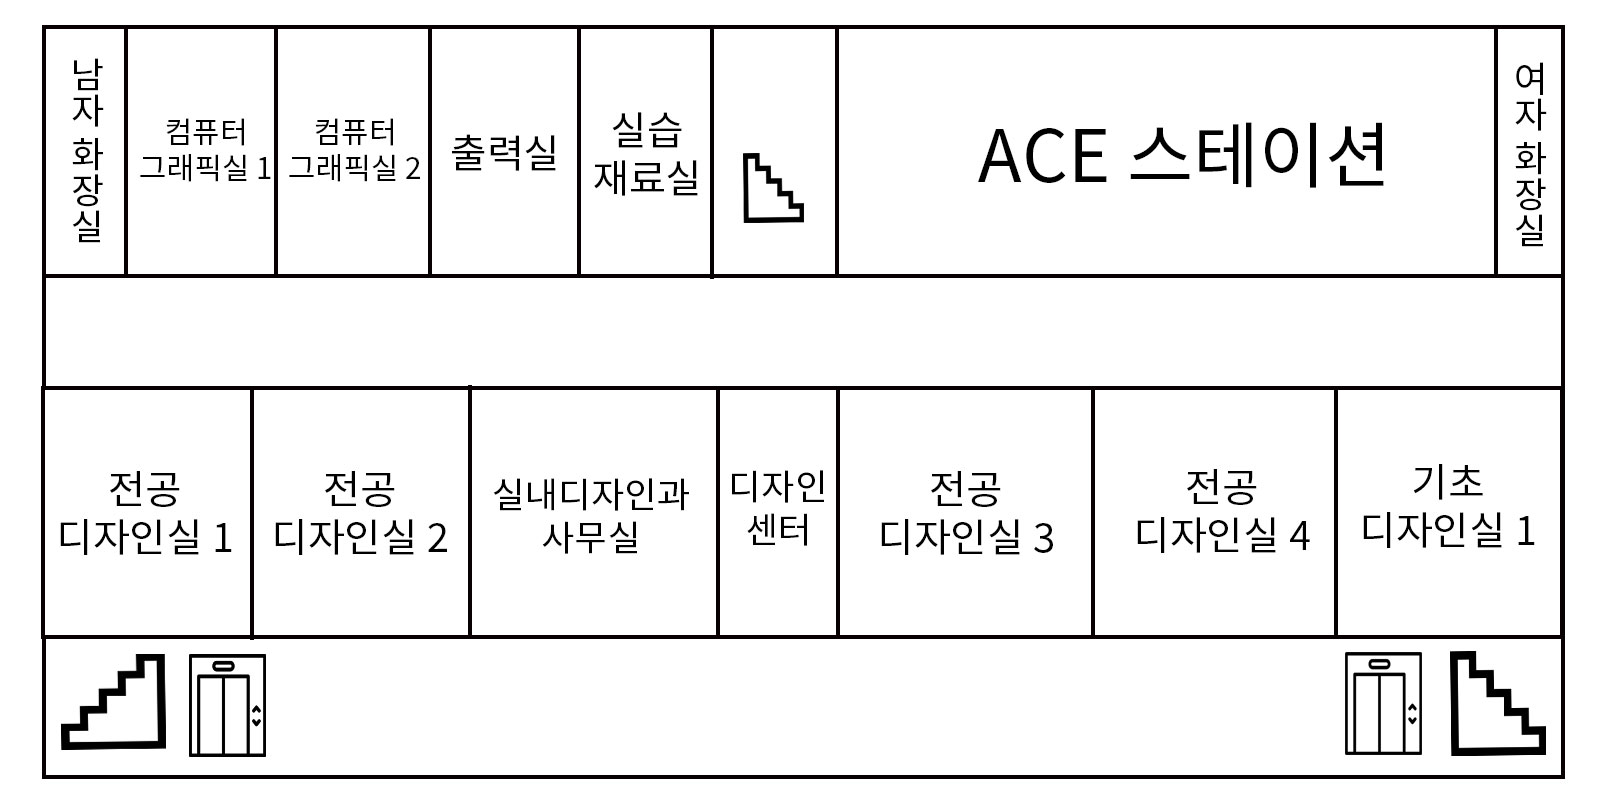 남자 화장실
컴퓨터
그래픽실 1
컴퓨터
그래픽실 2
출력실
실습
재료실
ACE 스테이션
여자 화장실
전공
디자인실 1
전공
디자인실 2
실내디자인과
사무실
디자인
센터
전공
디자인실 3
전공
디자인실 4
기초
디자인실 1